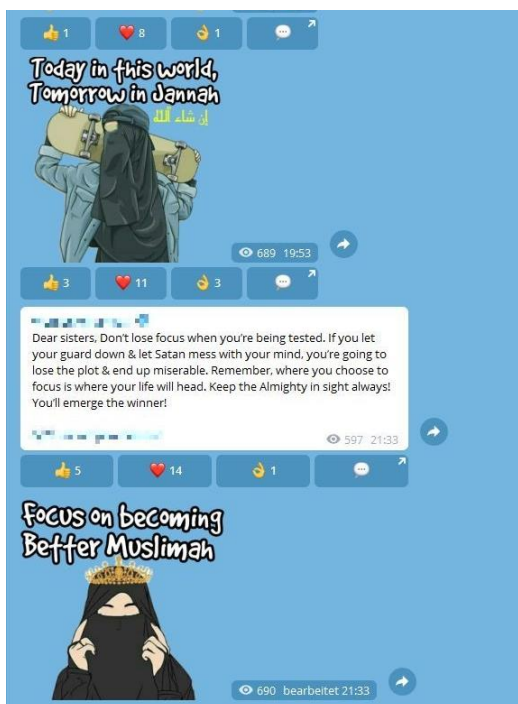 1 8 1
Today in this world,
Tomorrow in Jannah
إن شاء الله
689 19:53
3 11 3
Dear sisters, Don't lose focus when you're being tested. If you let
your guard down & let Satan mess with your mind, you're going to
lose the plot & end up miserable. Remember, where you choose to
focus is where your life will head. Keep the Almighty in sight always!
You'll emerge the winner!
597 21:33
5 14 1
Focus on becoming
Better Muslimah
690 bearbeitet 21:33